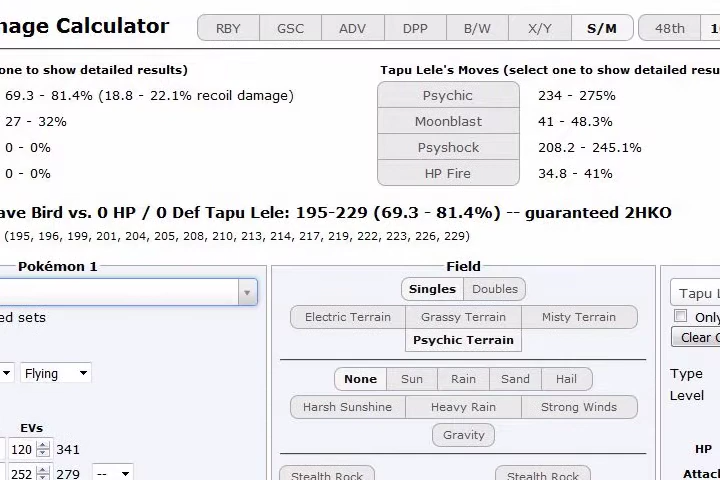 nage Calculator RBY GSC ADV DPP B/W X/Y S/M 48th
one to show detailed results) Tapu Lele's Moves (select one to show detailed resu
69.3 - 81.4% (18.8 - 22.1% recoil damage) Psychic 234 - 275%
27 - 32% Moonblast 41 - 48.3%
0 - 0% Psyshock 208.2 - 245.1%
0 - 0% HP Fire 34.8 - 41%
ave Bird vs. 0 HP / 0 Def Tapu Lele: 195-229 (69.3 - 81.4%) -- guaranteed 2HKO
(195, 196, 199, 201, 204, 205, 208, 210, 213, 214, 217, 219, 222, 223, 226, 229)
Pokémon 1 Field
Singles Doubles Tapu L
ed sets Electric Terrain Grassy Terrain Misty Terrain Only
Psychic Terrain Clear
Flying None Sun Rain Sand Hail Type
Harsh Sunshine Heavy Rain Strong Winds Level
EVs Gravity
120 341 HP
252 279 -- Stealth Rock Stealth Rock Attack